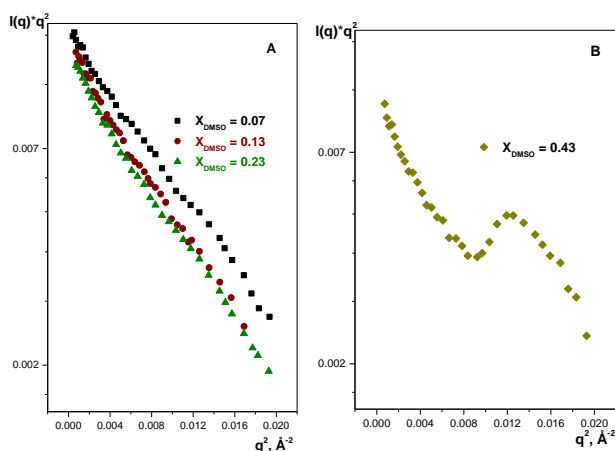 I(q)*q²
A
X_DMSO = 0.07
X_DMSO = 0.13
X_DMSO = 0.23
0.007
0.002
0.000 0.004 0.008 0.012 0.016 0.020
q², Å⁻²
I(q)*q²
B
X_DMSO = 0.43
0.007
0.002
0.000 0.004 0.008 0.012 0.016 0.020
q², Å⁻²